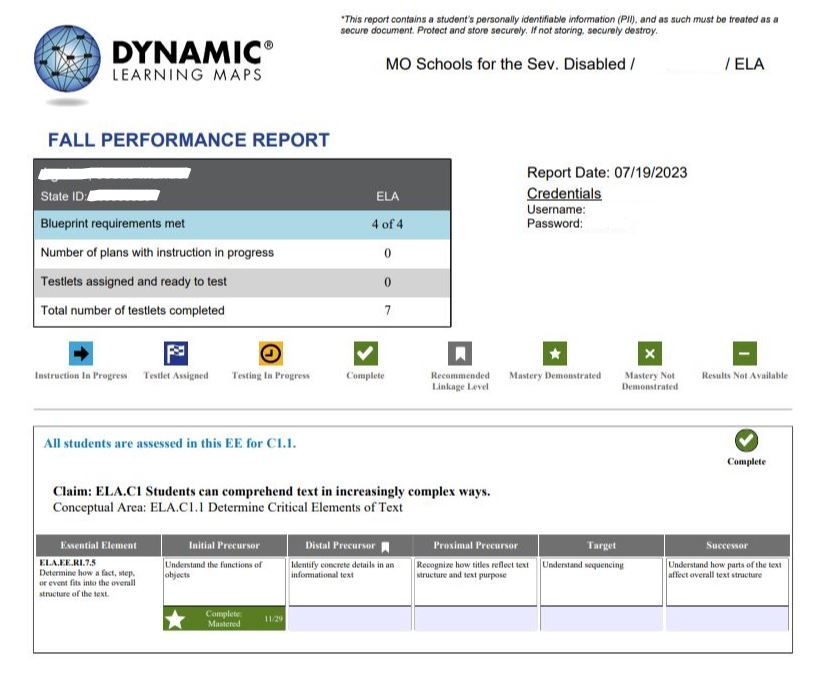 *This report contains a student's personally identifiable information (PII), and as such must be treated as a
secure document. Protect and store securely. If not storing, securely destroy.
DYNAMIC®
LEARNING MAPS
MO Schools for the Sev. Disabled / / ELA
FALL PERFORMANCE REPORT
State ID: ELA
Blueprint requirements met 4 of 4
Number of plans with instruction in progress 0
Testlets assigned and ready to test 0
Total number of testlets completed 7
Report Date: 07/19/2023
Credentials
Username:
Password:
Instruction In Progress
Testlet Assigned
Testing In Progress
Complete
Recommended
Linkage Level
Mastery Demonstrated
Mastery Not
Demonstrated
Results Not Available
All students are assessed in this EE for C1.1.
Complete
Claim: ELA.C1 Students can comprehend text in increasingly complex ways.
Conceptual Area: ELA.C1.1 Determine Critical Elements of Text
Essential Element Initial Precursor Distal Precursor Proximal Precursor Target Successor
ELA.EE.RI.7.5
Determine how a fact, step,
or event fits into the overall
structure of the text.
Understand the functions of
objects
Identify concrete details in an
informational text
Recognize how titles reflect text
structure and text purpose
Understand sequencing
Understand how parts of the text
affect overall text structure
Complete:
Mastered
11/29